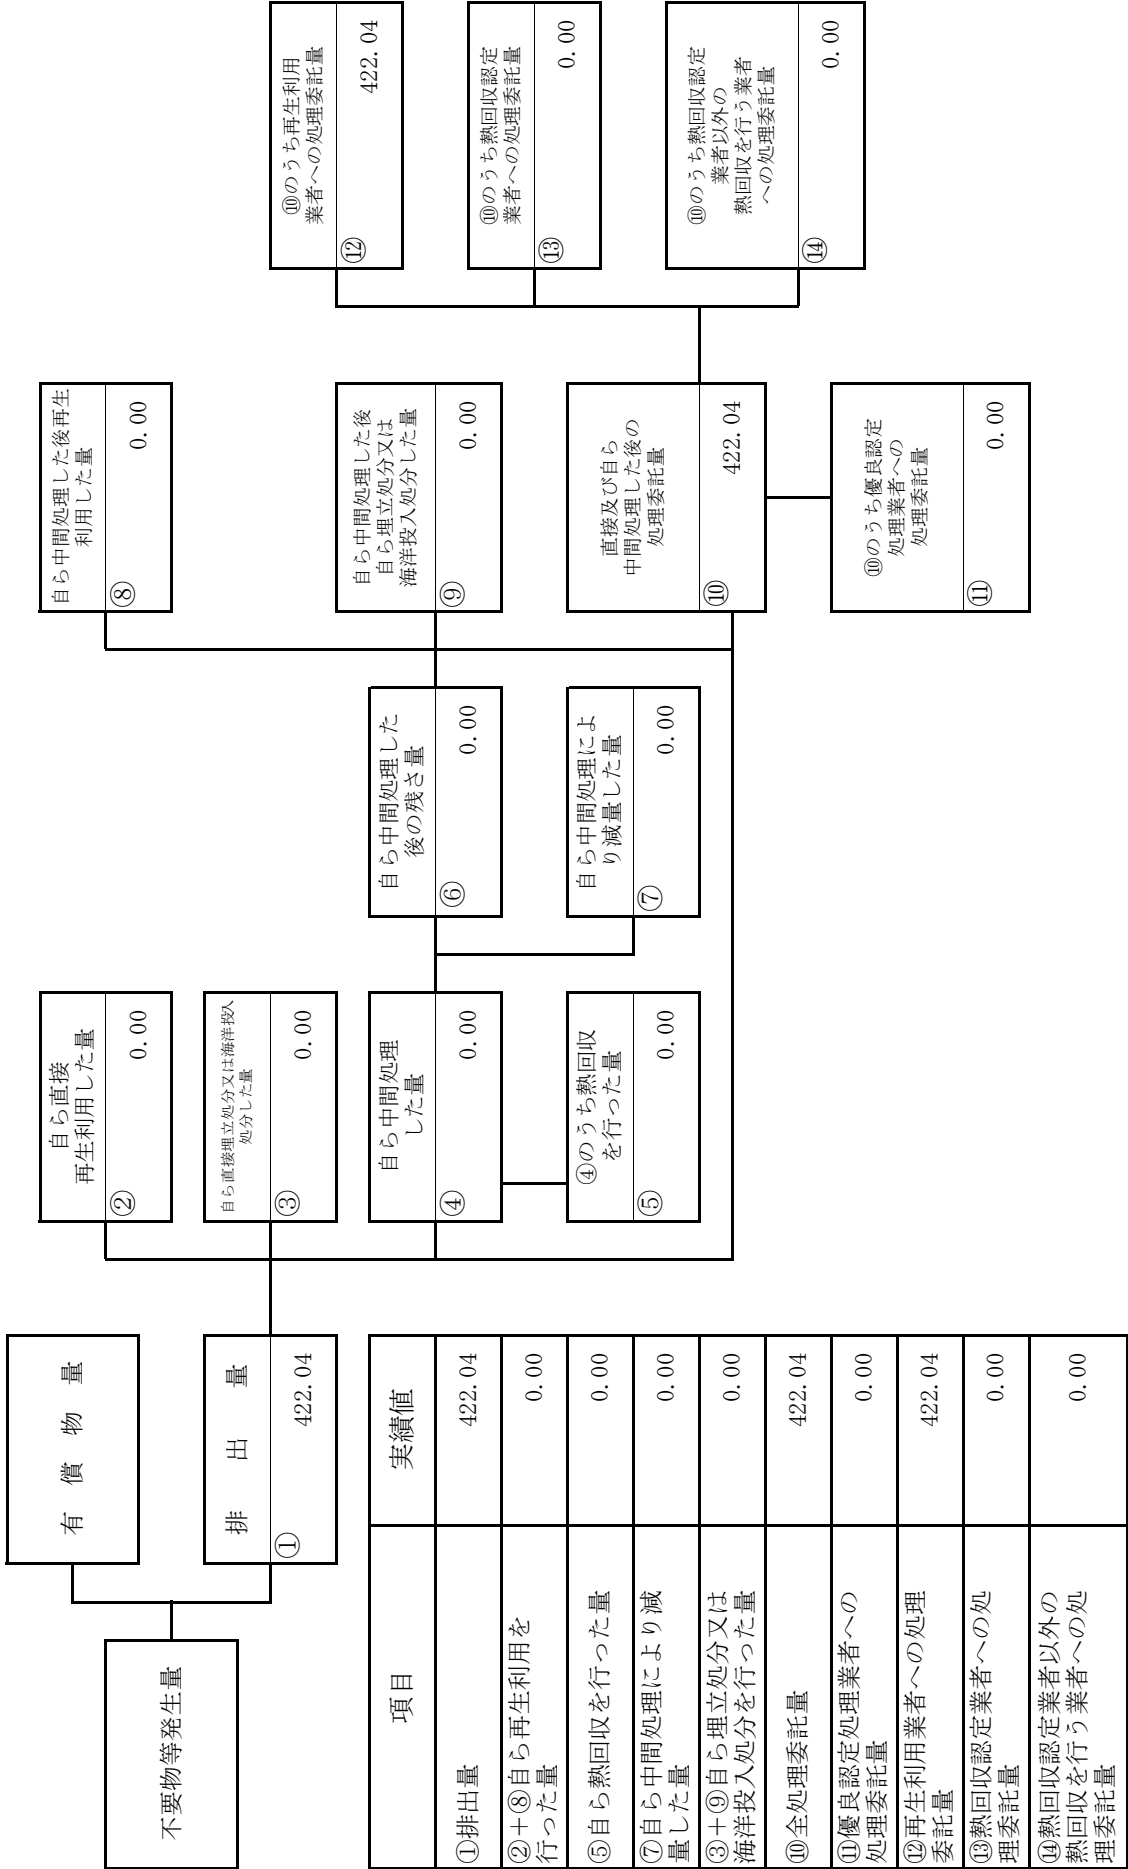 不要物等発生量
有償物量
排出量
①
422.04
自ら直接
再生利用した量
②
0.00
自ら直接埋立処分又は海洋投入
処分した量
③
0.00
自ら中間処理
した量
④
0.00
④のうち熱回収
を行った量
⑤
0.00
自ら中間処理した
後の残さ量
⑥
0.00
自ら中間処理によ
り減量した量
⑦
0.00
自ら中間処理した後再生
利用した量
⑧
0.00
自ら中間処理した後
自ら埋立処分又は
海洋投入処分した量
⑨
0.00
直接及び自ら
中間処理した後の
処理委託量
⑩
422.04
⑩のうち優良認定
処理業者への
処理委託量
⑪
0.00
⑩のうち再生利用
業者への処理委託量
⑫
422.04
⑩のうち熱回収認定
業者への処理委託量
⑬
0.00
⑩のうち熱回収認定
業者以外の
熱回収を行う業者
への処理委託量
⑭
0.00
項目 実績値
①排出量 422.04
②+⑧自ら再生利用を
行った量 0.00
⑤自ら熱回収を行った量 0.00
⑦自ら中間処理により減
量した量 0.00
③+⑨自ら埋立処分又は
海洋投入処分を行った量 0.00
⑩全処理委託量 422.04
⑪優良認定処理業者への
処理委託量 0.00
⑫再生利用業者への処理
委託量 422.04
⑬熱回収認定業者への処
理委託量 0.00
⑭熱回収認定業者以外の
熱回収を行う業者への処
理委託量 0.00